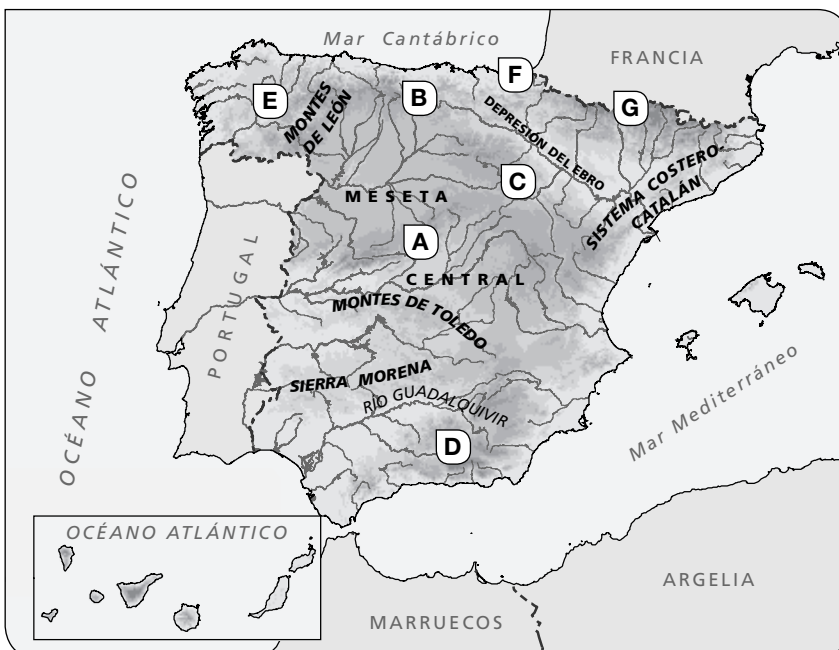 Mar Cantábrico
FRANCIA
F
E
B
G
MONTES
DE LEÓN
DEPRESIÓN DEL EBRO
C
SISTEMA COSTERO-
CATALÁN
MESETA
A
CENTRAL
OCÉANO ATLÁNTICO
PORTUGAL
MONTES DE TOLEDO
SIERRA MORENA
RÍO GUADALQUIVIR
D
Mar Mediterráneo
OCÉANO ATLÁNTICO
ARGELIA
MARRUECOS